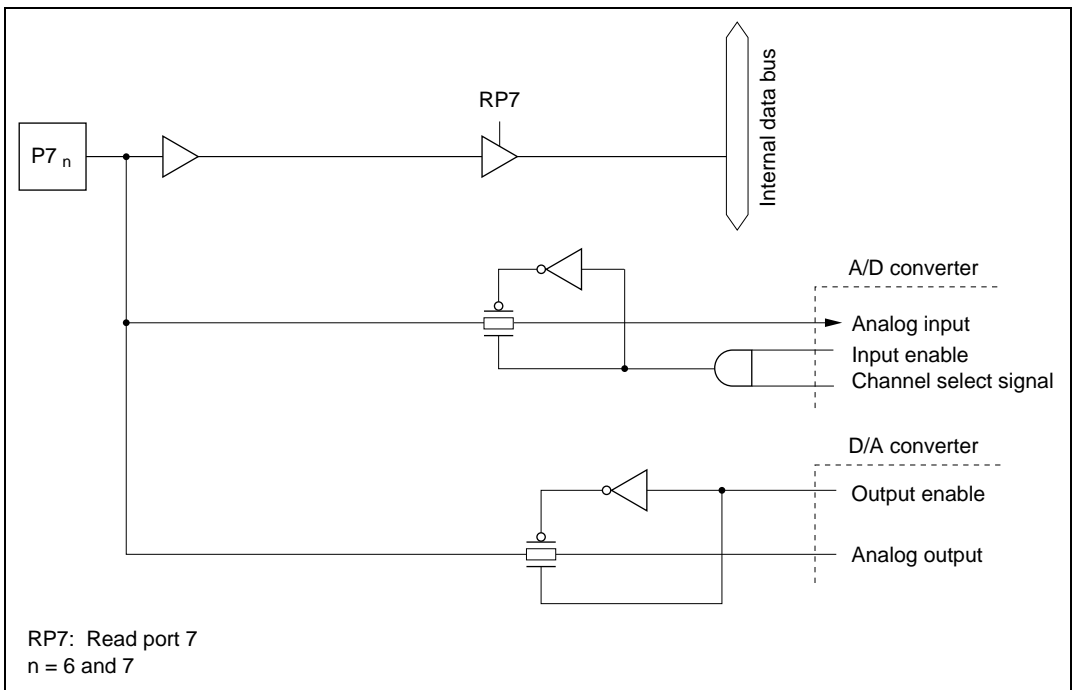 RP7
P7 n
Internal data bus
A/D converter
Analog input
Input enable
Channel select signal
D/A converter
Output enable
Analog output
RP7: Read port 7
n = 6 and 7